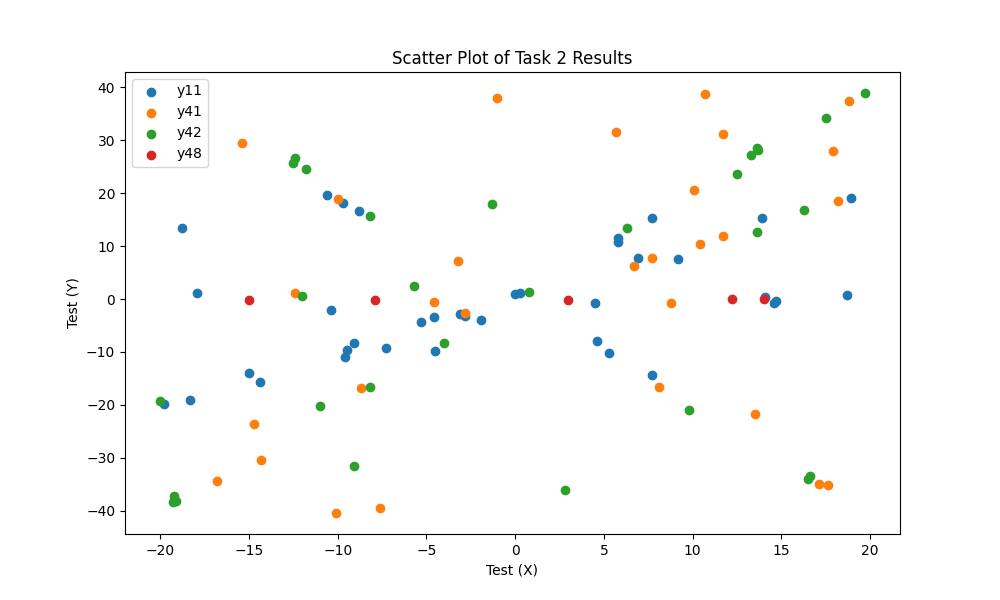 Scatter Plot of Task 2 Results
y11
y41
y42
y48
40
30
20
10
0
−10
−20
−30
−40
Test (Y)
−20 −15 −10 −5 0 5 10 15 20
Test (X)